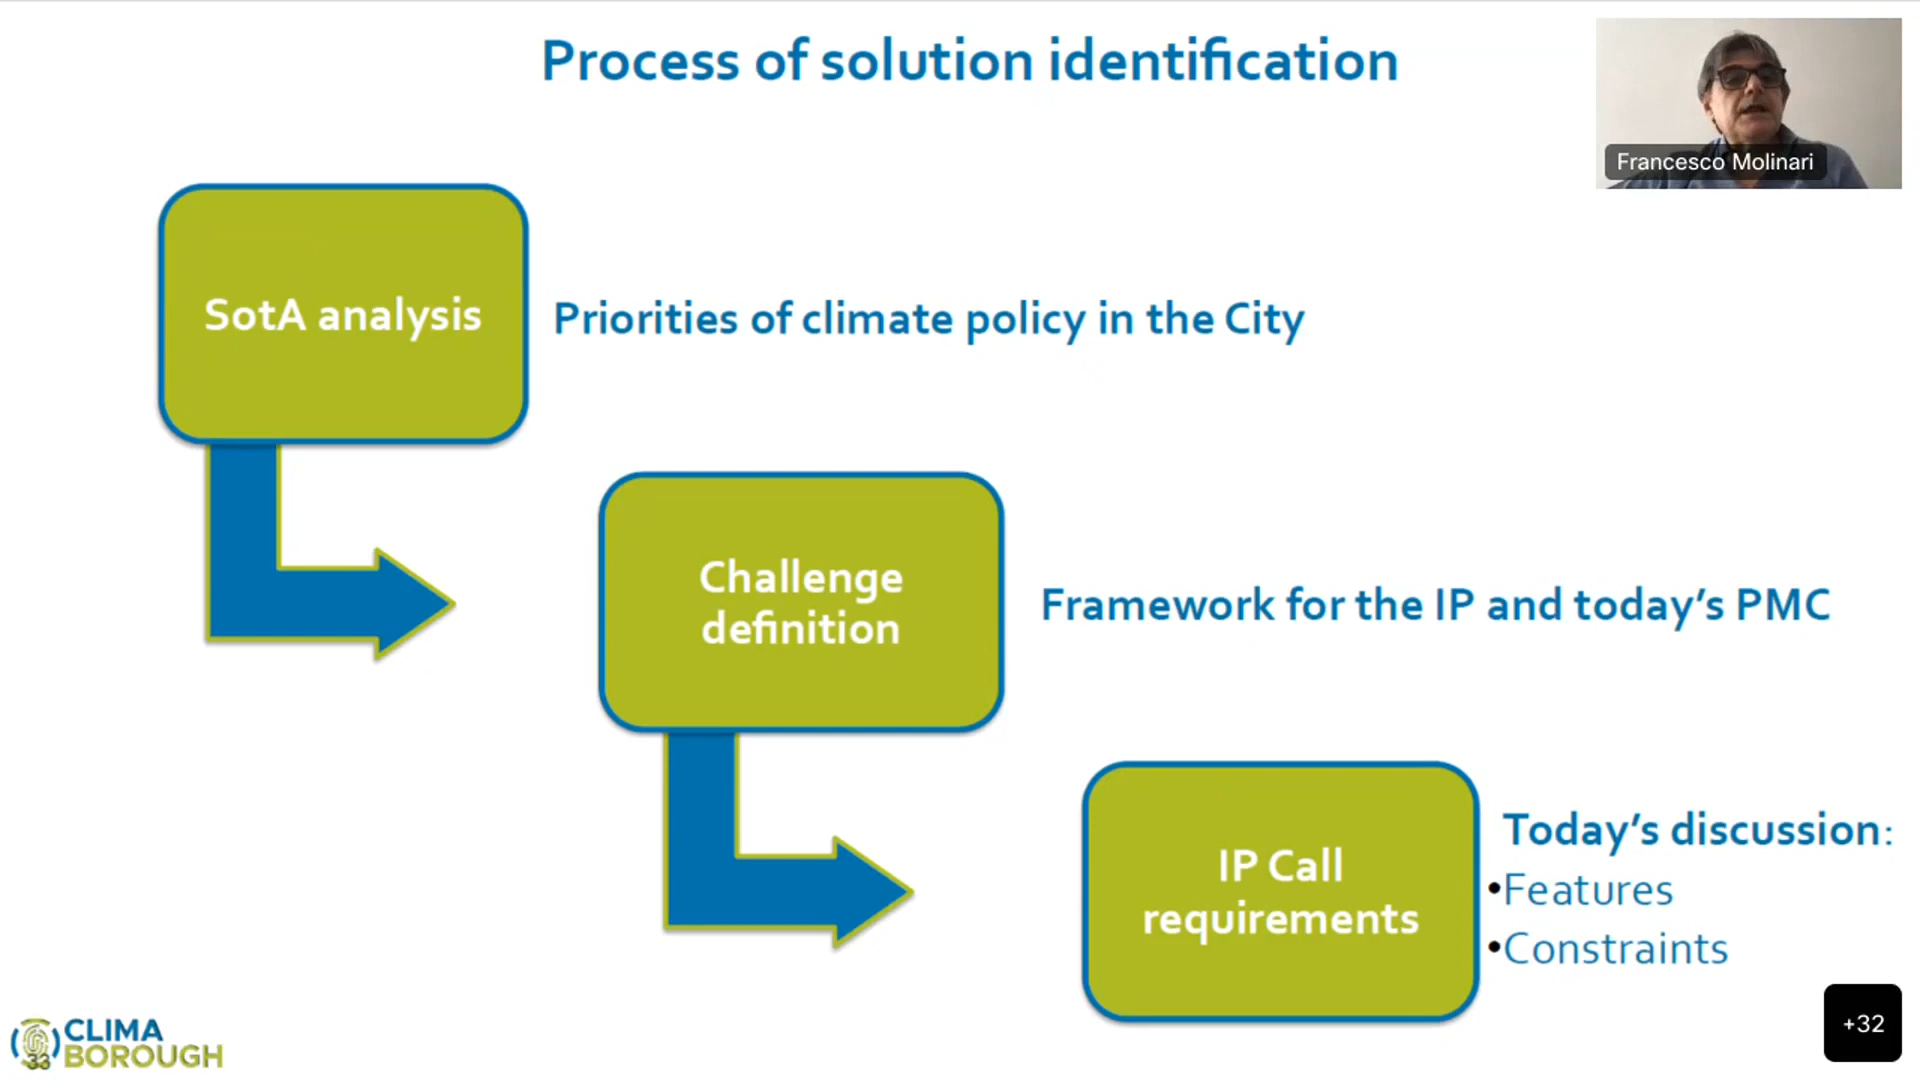 Process of solution identification
Francesco Molinari
SotA analysis
Priorities of climate policy in the City
Challenge
definition
Framework for the IP and today’s PMC
IP Call
requirements
Today’s discussion:
•Features
•Constraints
+32
CLIMA
BOROUGH
33